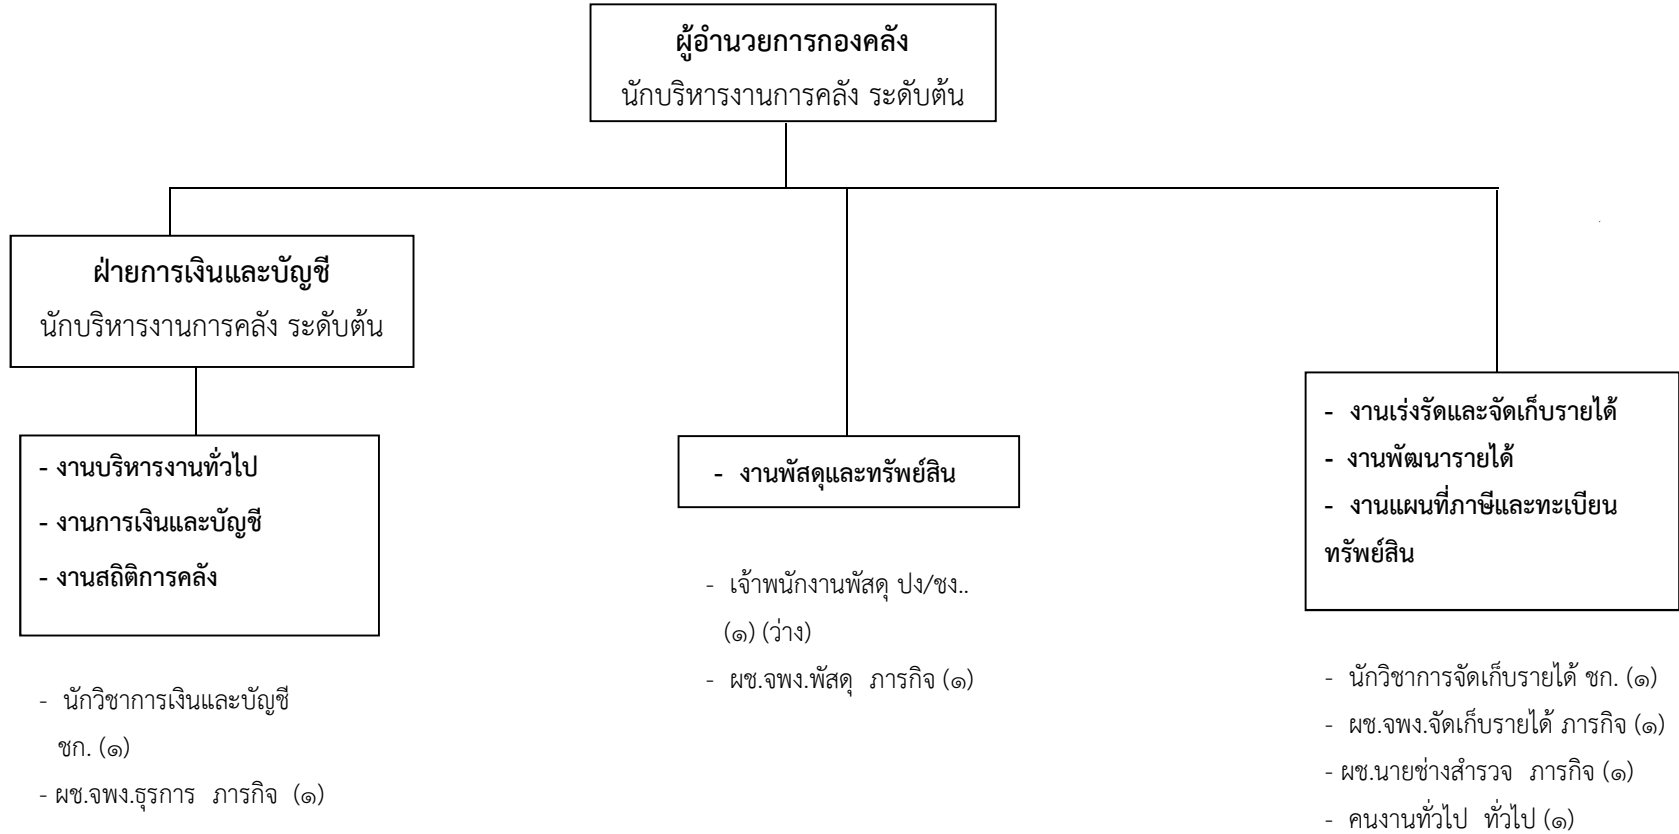 ผู้อำนวยการกองคลัง
นักบริหารงานการคลัง ระดับต้น
ฝ่ายการเงินและบัญชี
นักบริหารงานการคลัง ระดับต้น
- งานบริหารงานทั่วไป
- งานการเงินและบัญชี
- งานสถิติการคลัง
- นักวิชาการเงินและบัญชี
ชก. (๑)
- ผช.จพง.ธุรการ ภารกิจ (๑)
- งานพัสดุและทรัพย์สิน
- เจ้าพนักงานพัสดุ ปง/ชง..
(๑) (ว่าง)
- ผช.จพง.พัสดุ ภารกิจ (๑)
- งานเร่งรัดและจัดเก็บรายได้
- งานพัฒนารายได้
- งานแผนที่ภาษีและทะเบียน
ทรัพย์สิน
- นักวิชาการจัดเก็บรายได้ ชก. (๑)
- ผช.จพง.จัดเก็บรายได้ ภารกิจ (๑)
- ผช.นายช่างสำรวจ ภารกิจ (๑)
- คนงานทั่วไป ทั่วไป (๑)